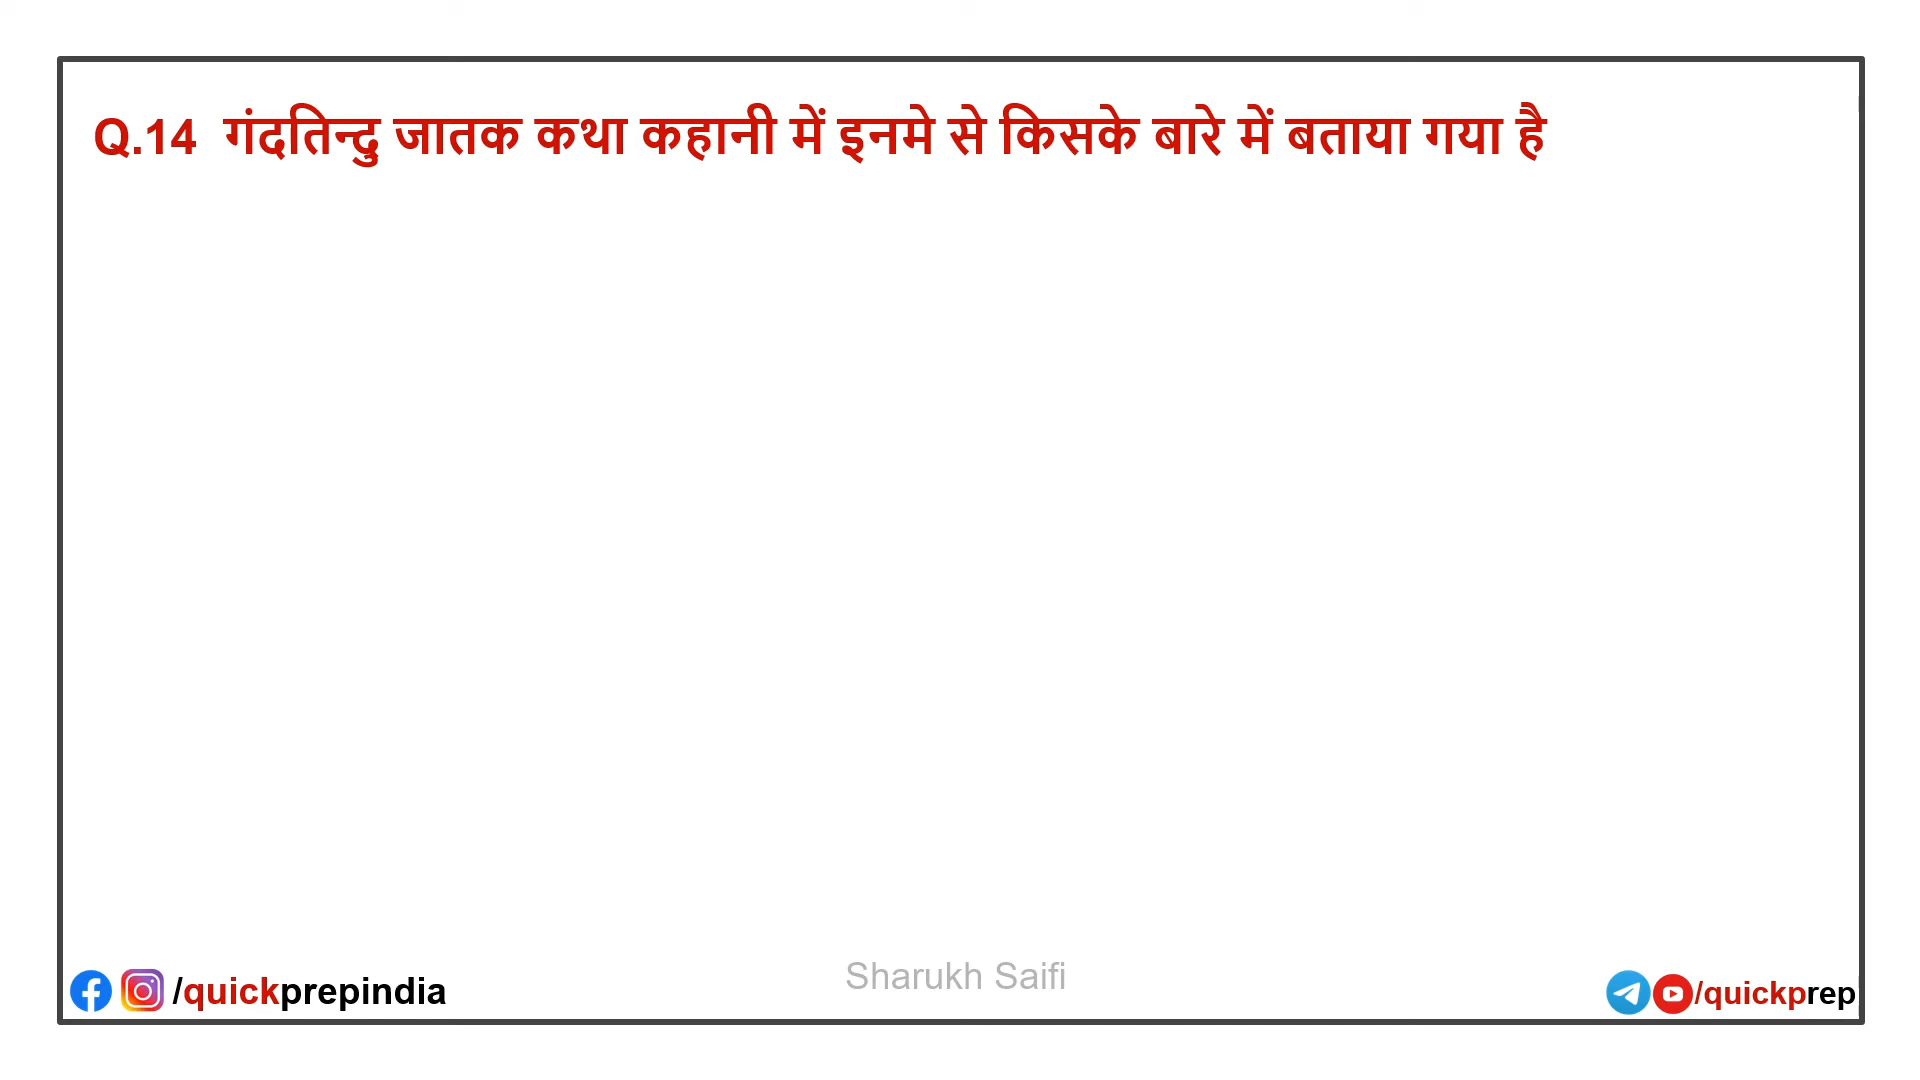 Q.14 गंदतिन्दु जातक कथा कहानी में इनमे से किसके बारे में बताया गया है
Sharukh Saifi
/quickprepindia
/quickprep